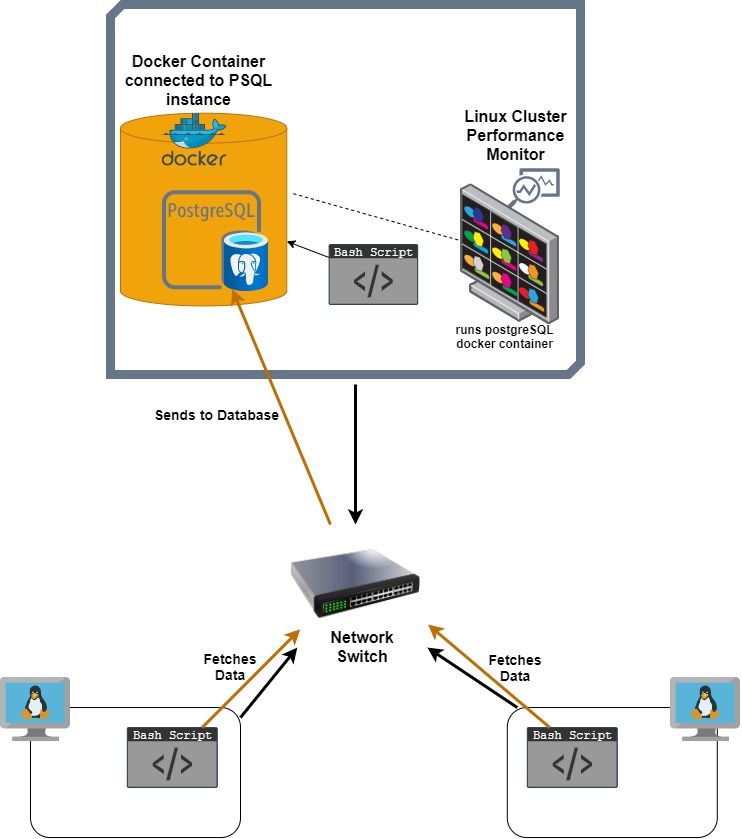 Docker Container
connected to PSQL
instance
docker
PostgreSQL
Linux Cluster
Performance
Monitor
Bash Script
</>
runs postgreSQL
docker container
Sends to Database
Network
Switch
Fetches
Data
Bash Script
</>
Fetches
Data
Bash Script
</>